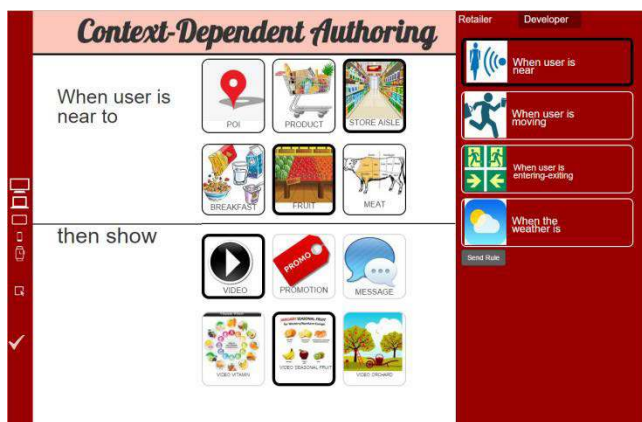 Context-Dependent Authoring
Retailer Developer
When user is
near to
POI
PRODUCT
STORE AISLE
BREAKFAST
FRUIT
MEAT
then show
VIDEO
PROMO
PROMOTION
MESSAGE
VIDEO VITAMIN
SEASONAL FRUIT
VIDEO SEASONAL FRUIT
VIDEO ORCHARD
When user is
near
When user is
moving
When user is
entering-exiting
When the
weather is
Send Rule